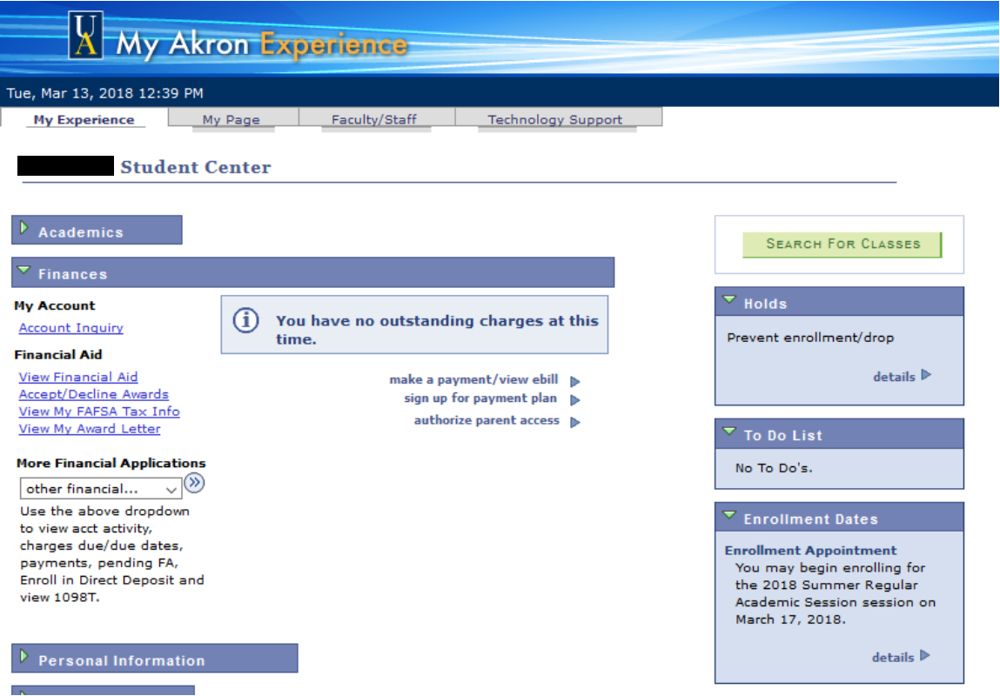 UA My Akron Experience
Tue, Mar 13, 2018 12:39 PM
My Experience
My Page
Faculty/Staff
Technology Support
Student Center
Academics
Finances
My Account
Account Inquiry
Financial Aid
View Financial Aid
Accept/Decline Awards
View My FAFSA Tax Info
View My Award Letter
More Financial Applications
other financial...
Use the above dropdown
to view acct activity,
charges due/due dates,
payments, pending FA,
Enroll in Direct Deposit and
view 1098T.
You have no outstanding charges at this
time.
make a payment/view ebill
sign up for payment plan
authorize parent access
Personal Information
SEARCH FOR CLASSES
Holds
Prevent enrollment/drop
details
To Do List
No To Do's.
Enrollment Dates
Enrollment Appointment
You may begin enrolling for
the 2018 Summer Regular
Academic Session session on
March 17, 2018.
details